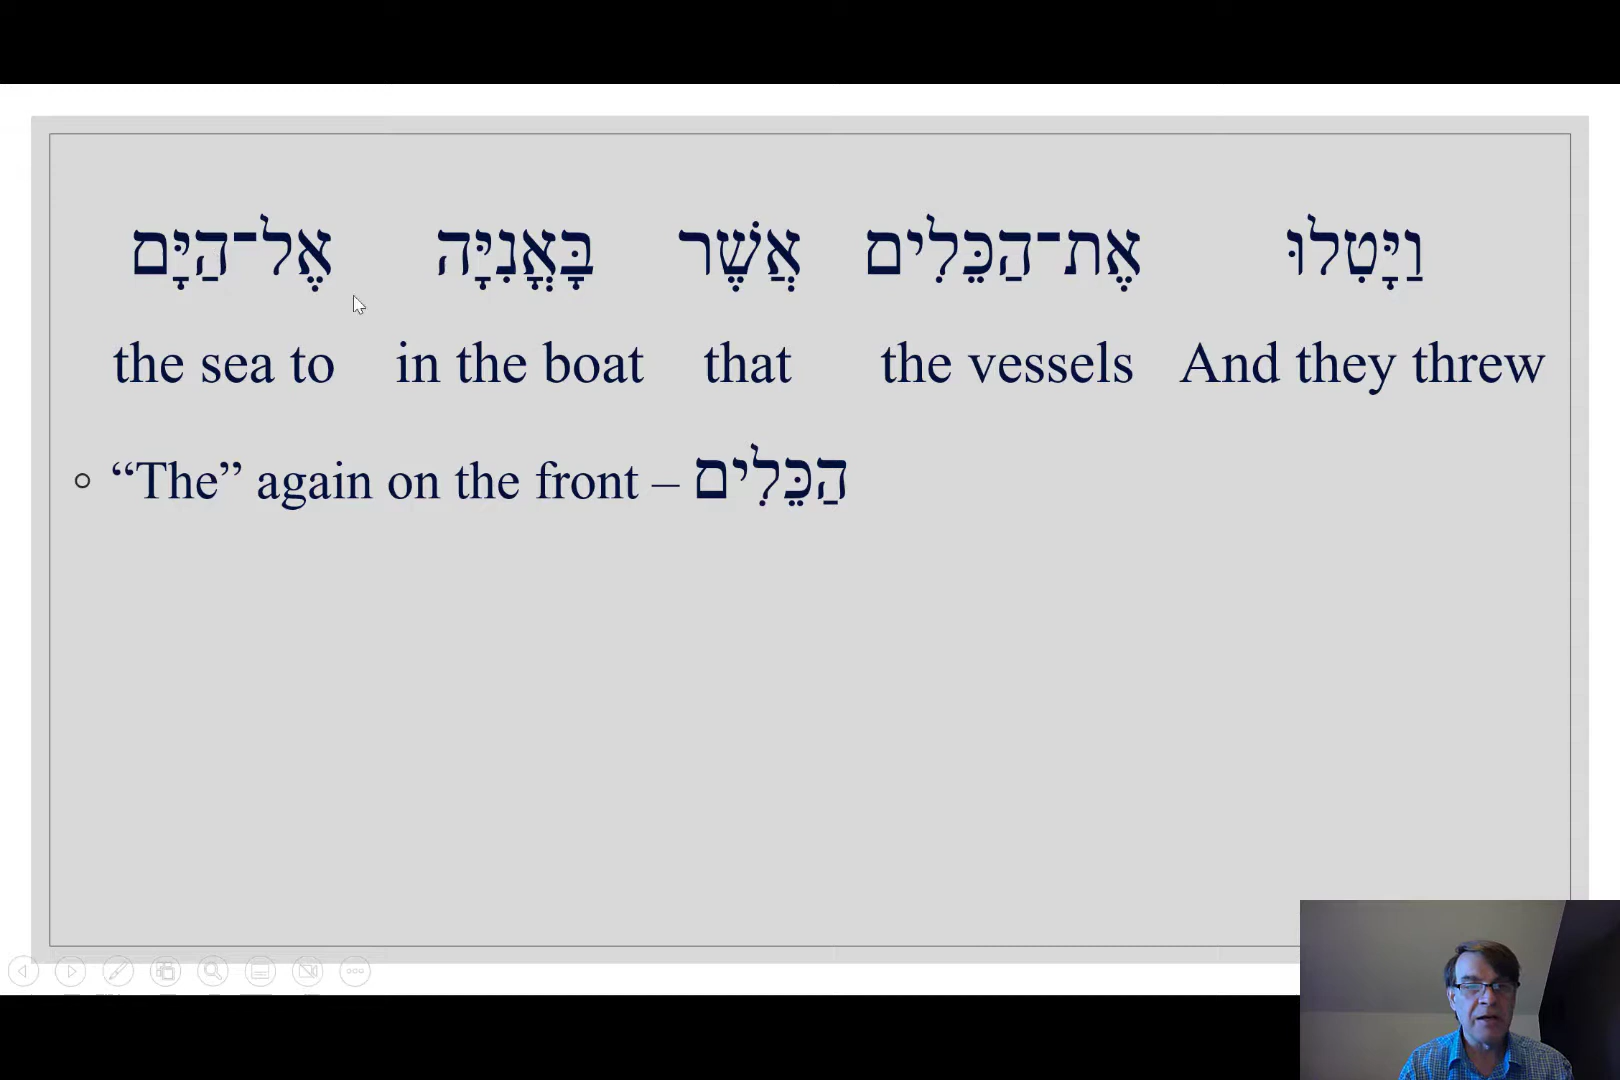 וַיָּטִלוּ אֶת־הַכֵּלִים אֲשֶׁר בָּאֳנִיָּה אֶל־הַיָּם
the sea to in the boat that the vessels And they threw
○ “The” again on the front – הַכֵּלִים